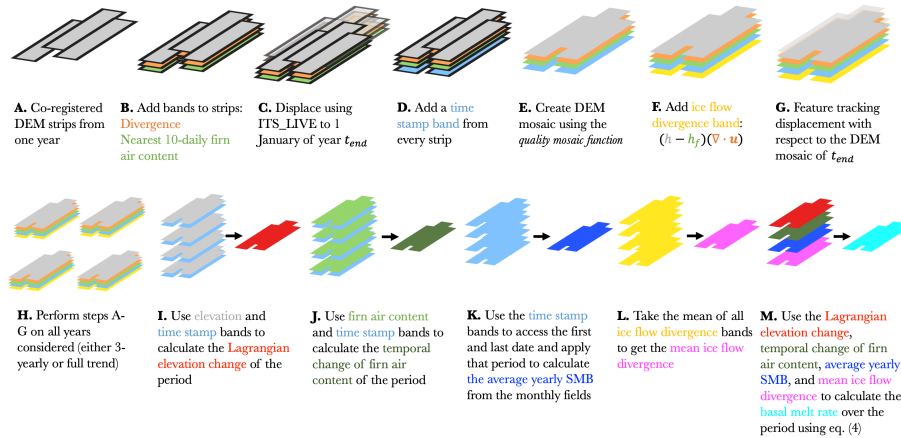 A. Co-registered
DEM strips from
one year
B. Add bands to strips:
Divergence
Nearest 10-daily firn
air content
C. Displace using
ITS_LIVE to 1
January of year t_end
D. Add a time
stamp band from
every strip
E. Create DEM
mosaic using the
quality mosaic function
F. Add ice flow
divergence band:
(h − h_f)(∇ · u)
G. Feature tracking
displacement with
respect to the DEM
mosaic of t_end
H. Perform steps A-
G on all years
considered (either 3-
yearly or full trend)
I. Use elevation and
time stamp bands to
calculate the Lagrangian
elevation change of the
period
J. Use firn air content
and time stamp bands to
calculate the temporal
change of firn air
content of the period
K. Use the time stamp
bands to access the first
and last date and apply
that period to calculate
the average yearly SMB
from the monthly fields
L. Take the mean of all
ice flow divergence bands
to get the mean ice flow
divergence
M. Use the Lagrangian
elevation change,
temporal change of firn
air content, average yearly
SMB, and mean ice flow
divergence to calculate the
basal melt rate over the
period using eq. (4)